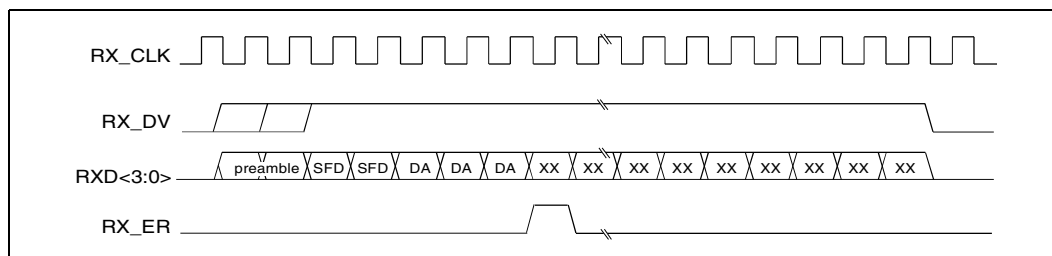 RX_CLK
RX_DV
RXD<3:0> preamble SFD SFD DA DA DA XX XX XX XX XX XX XX XX XX
RX_ER